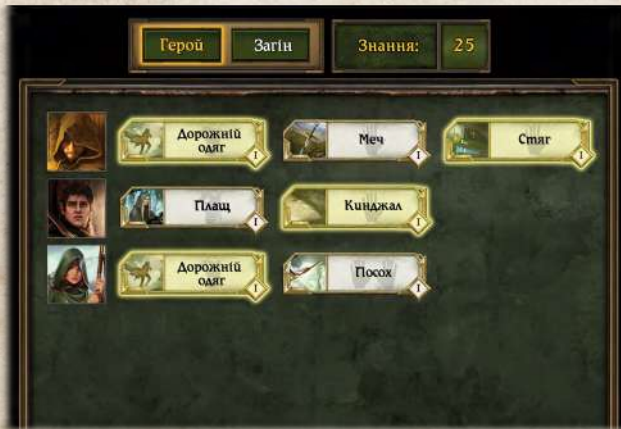 Герой Загін Знання: 25
Дорожній
одяг
I
Меч
I
Стяг
I
Плащ
I
Кинджал
I
Дорожній
одяг
I
Посох
I